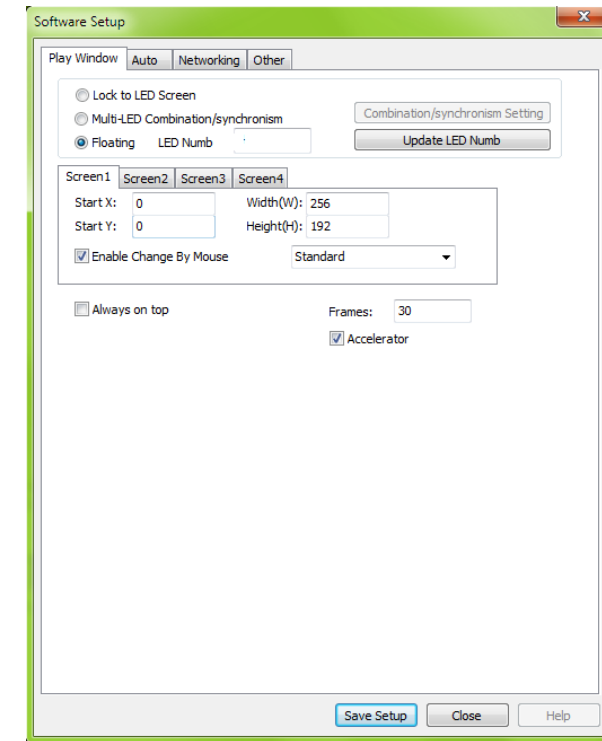 Software Setup
Play Window Auto Networking Other
Lock to LED Screen
Multi-LED Combination/synchronism
Combination/synchronism Setting
Floating LED Numb
Update LED Numb
Screen1 Screen2 Screen3 Screen4
Start X: 0 Width(W): 256
Start Y: 0 Height(H): 192
Enable Change By Mouse Standard
Always on top Frames: 30
Accelerator
Save Setup Close Help